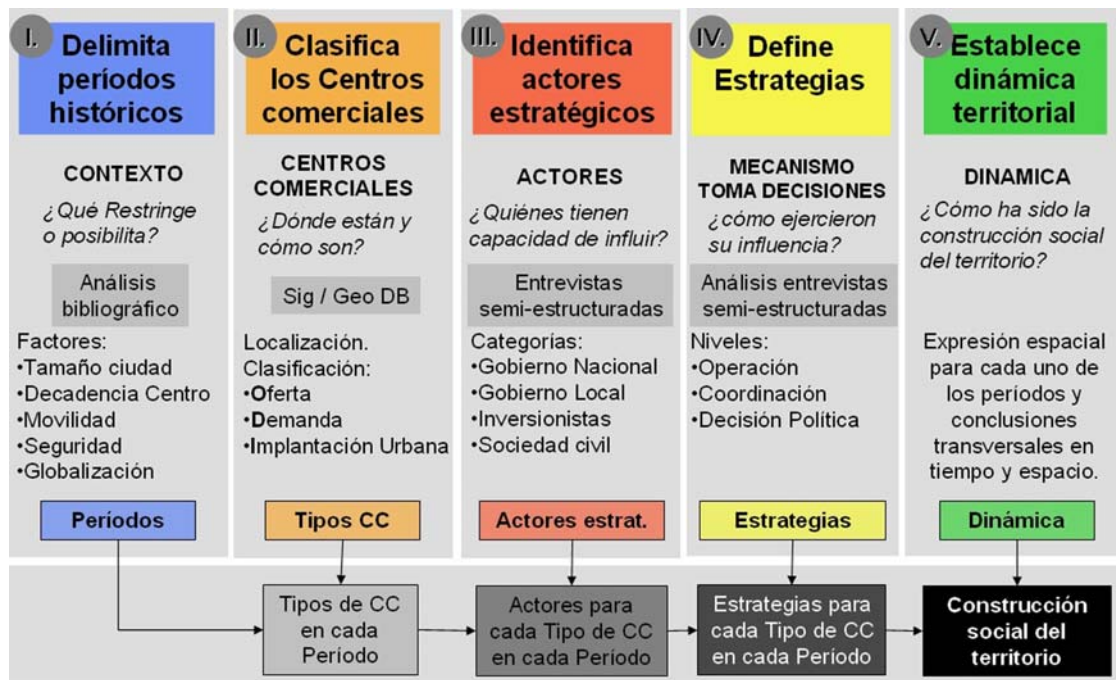 I.
Delimita
períodos
históricos
CONTEXTO
¿Qué Restringe
o posibilita?
Análisis
bibliográfico
Factores:
•Tamaño ciudad
•Decadencia Centro
•Movilidad
•Seguridad
•Globalización
Períodos
II.
Clasifica
los Centros
comerciales
CENTROS
COMERCIALES
¿Dónde están y
cómo son?
Sig / Geo DB
Localización.
Clasificación:
•Oferta
•Demanda
•Implantación Urbana
Tipos CC
III.
Identifica
actores
estratégicos
ACTORES
¿Quiénes tienen
capacidad de influir?
Entrevistas
semi-estructuradas
Categorías:
•Gobierno Nacional
•Gobierno Local
•Inversionistas
•Sociedad civil
Actores estrat.
IV.
Define
Estrategias
MECANISMO
TOMA DECISIONES
¿cómo ejercieron
su influencia?
Análisis entrevistas
semi-estructuradas
Niveles:
•Operación
•Coordinación
•Decisión Política
Estrategias
V.
Establece
dinámica
territorial
DINAMICA
¿Cómo ha sido la
construcción social
del territorio?
Expresión espacial
para cada uno de
los períodos y
conclusiones
transversales en
tiempo y espacio.
Dinámica
Tipos de CC
en cada
Período
Actores para
cada Tipo de CC
en cada Período
Estrategias para
cada Tipo de CC
en cada Período
Construcción
social del
territorio